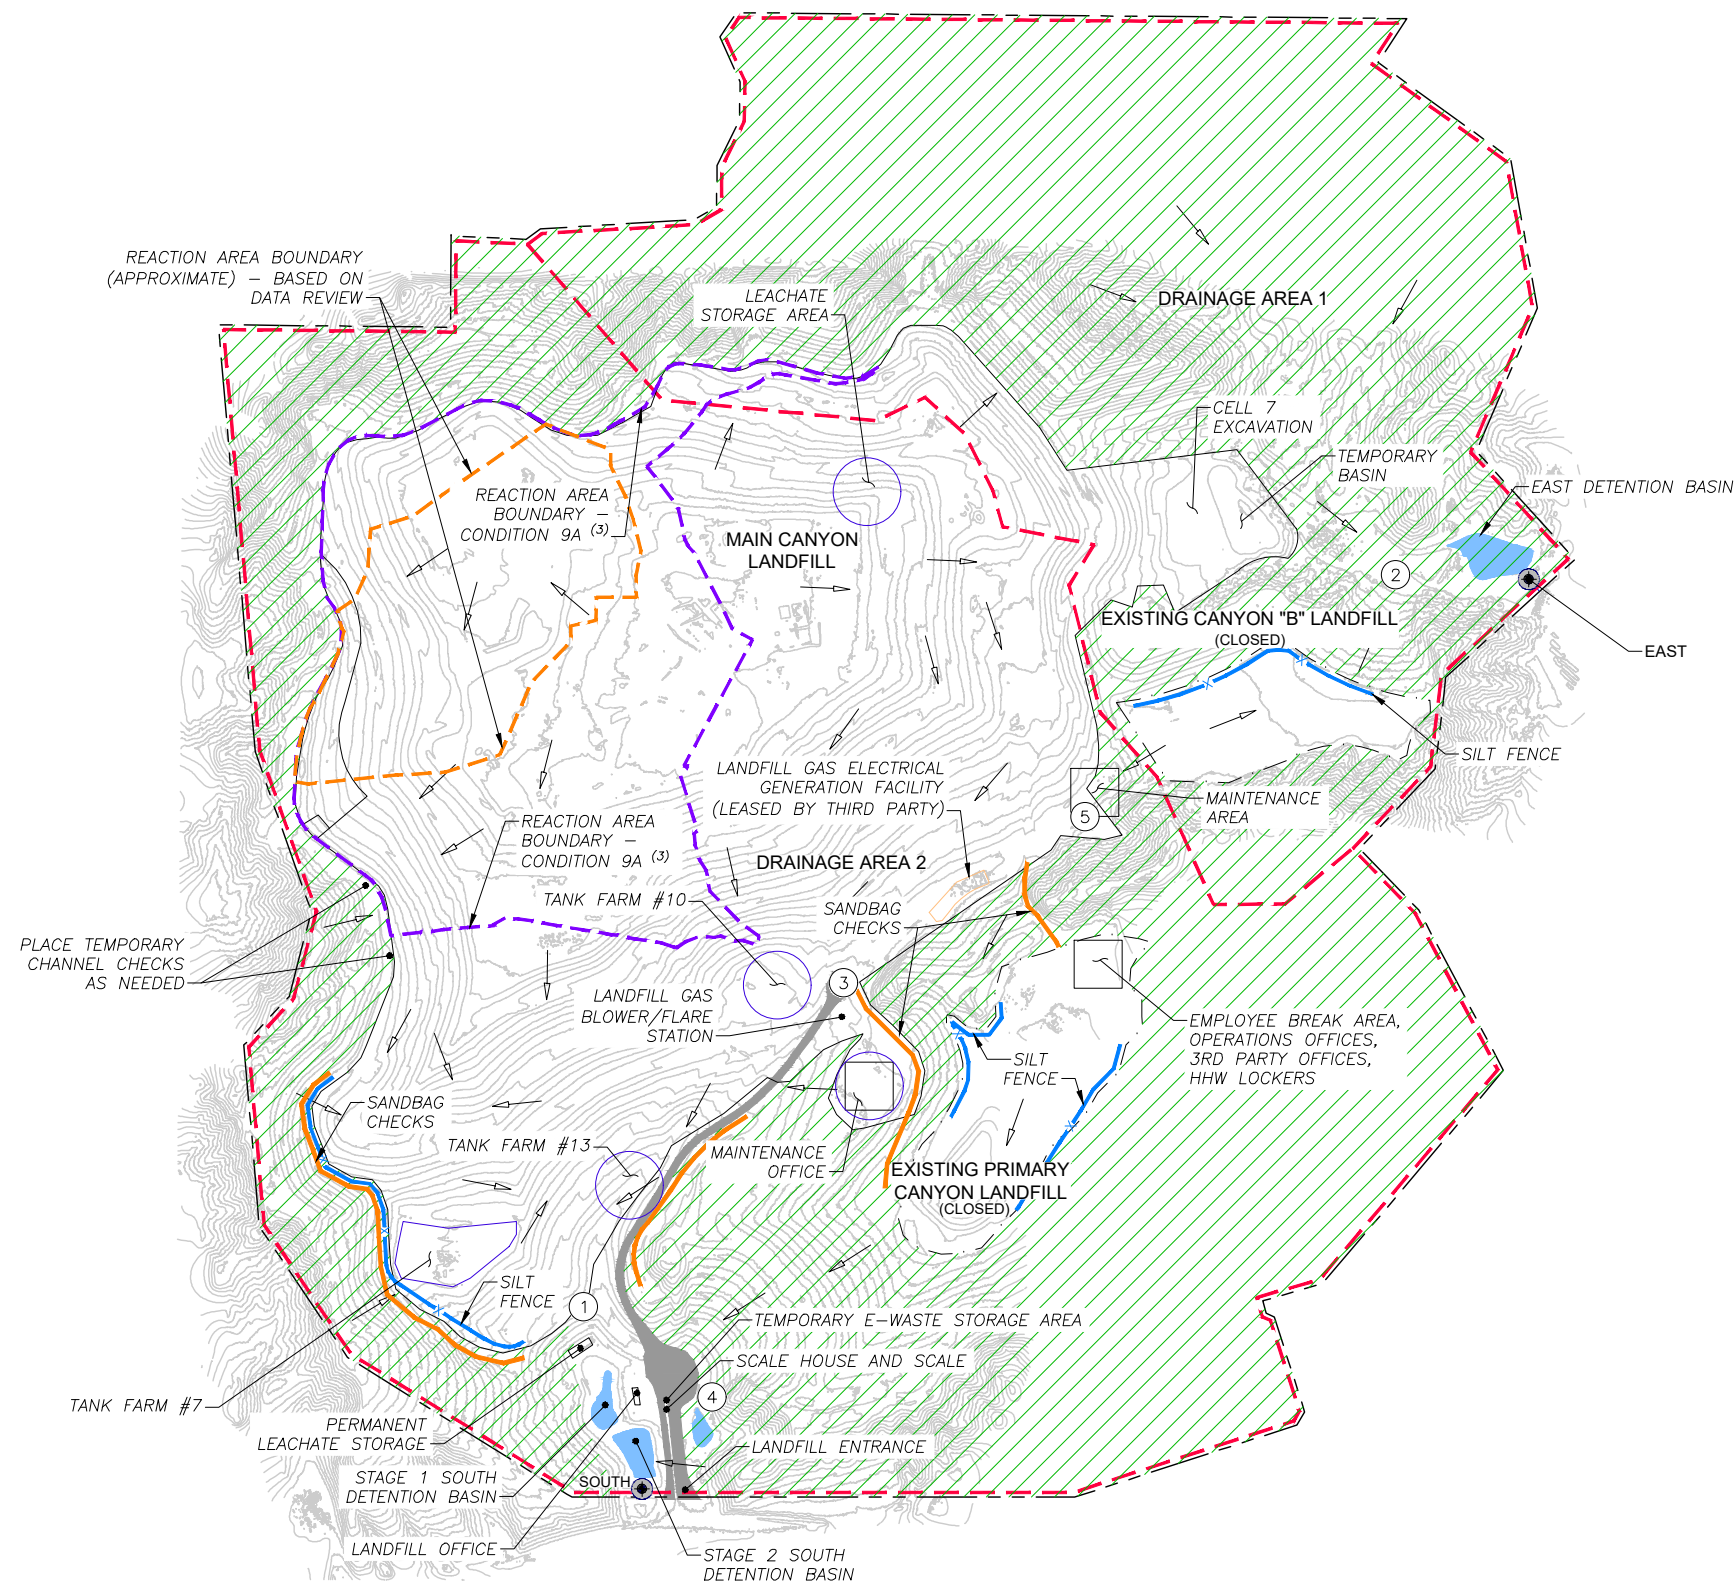 REACTION AREA BOUNDARY
(APPROXIMATE) – BASED ON
DATA REVIEW
LEACHATE
STORAGE AREA
DRAINAGE AREA 1
CELL 7
EXCAVATION
TEMPORARY
BASIN
EAST DETENTION BASIN
REACTION AREA
BOUNDARY –
CONDITION 9A (3)
MAIN CANYON
LANDFILL
2
EXISTING CANYON "B" LANDFILL
(CLOSED)
EAST
SILT FENCE
LANDFILL GAS ELECTRICAL
GENERATION FACILITY
(LEASED BY THIRD PARTY)
MAINTENANCE
AREA
5
REACTION AREA
BOUNDARY –
CONDITION 9A (3)
DRAINAGE AREA 2
TANK FARM #10
SANDBAG
CHECKS
PLACE TEMPORARY
CHANNEL CHECKS
AS NEEDED
3
LANDFILL GAS
BLOWER/FLARE
STATION
EMPLOYEE BREAK AREA,
OPERATIONS OFFICES,
3RD PARTY OFFICES,
HHW LOCKERS
SILT
FENCE
SANDBAG
CHECKS
TANK FARM #13
MAINTENANCE
OFFICE
EXISTING PRIMARY
CANYON LANDFILL
(CLOSED)
SILT
FENCE
1
TEMPORARY E–WASTE STORAGE AREA
SCALE HOUSE AND SCALE
4
TANK FARM #7
PERMANENT
LEACHATE STORAGE
LANDFILL ENTRANCE
STAGE 1 SOUTH
DETENTION BASIN
SOUTH
LANDFILL OFFICE
STAGE 2 SOUTH
DETENTION BASIN